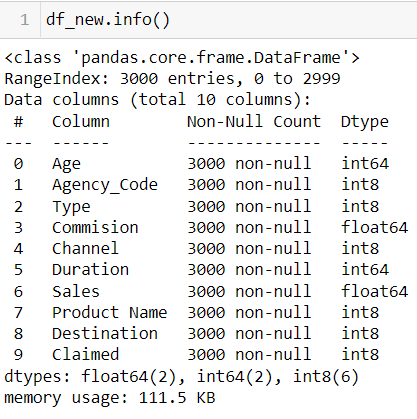 1 df_new.info()
<class 'pandas.core.frame.DataFrame'>
RangeIndex: 3000 entries, 0 to 2999
Data columns (total 10 columns):
 #   Column        Non-Null Count  Dtype
---  ------        --------------  -----
 0   Age           3000 non-null   int64
 1   Agency_Code   3000 non-null   int8
 2   Type          3000 non-null   int8
 3   Commision     3000 non-null   float64
 4   Channel       3000 non-null   int8
 5   Duration      3000 non-null   int64
 6   Sales         3000 non-null   float64
 7   Product Name  3000 non-null   int8
 8   Destination   3000 non-null   int8
 9   Claimed       3000 non-null   int8
dtypes: float64(2), int64(2), int8(6)
memory usage: 111.5 KB